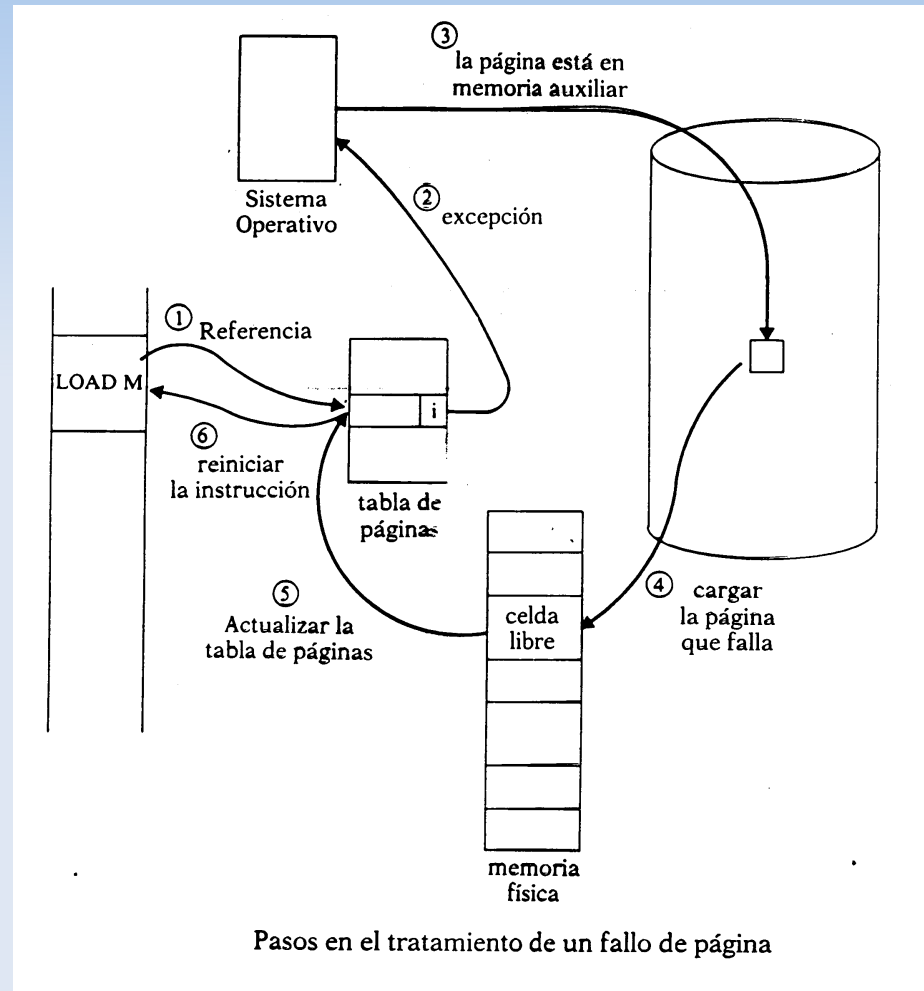 ③
la página está en
memoria auxiliar
Sistema
Operativo
②
excepción
①
Referencia
LOAD M
i
⑥
reiniciar
la instrucción
tabla de
páginas
⑤
Actualizar la
tabla de páginas
celda
libre
④
cargar
la página
que falla
memoria
física
Pasos en el tratamiento de un fallo de página